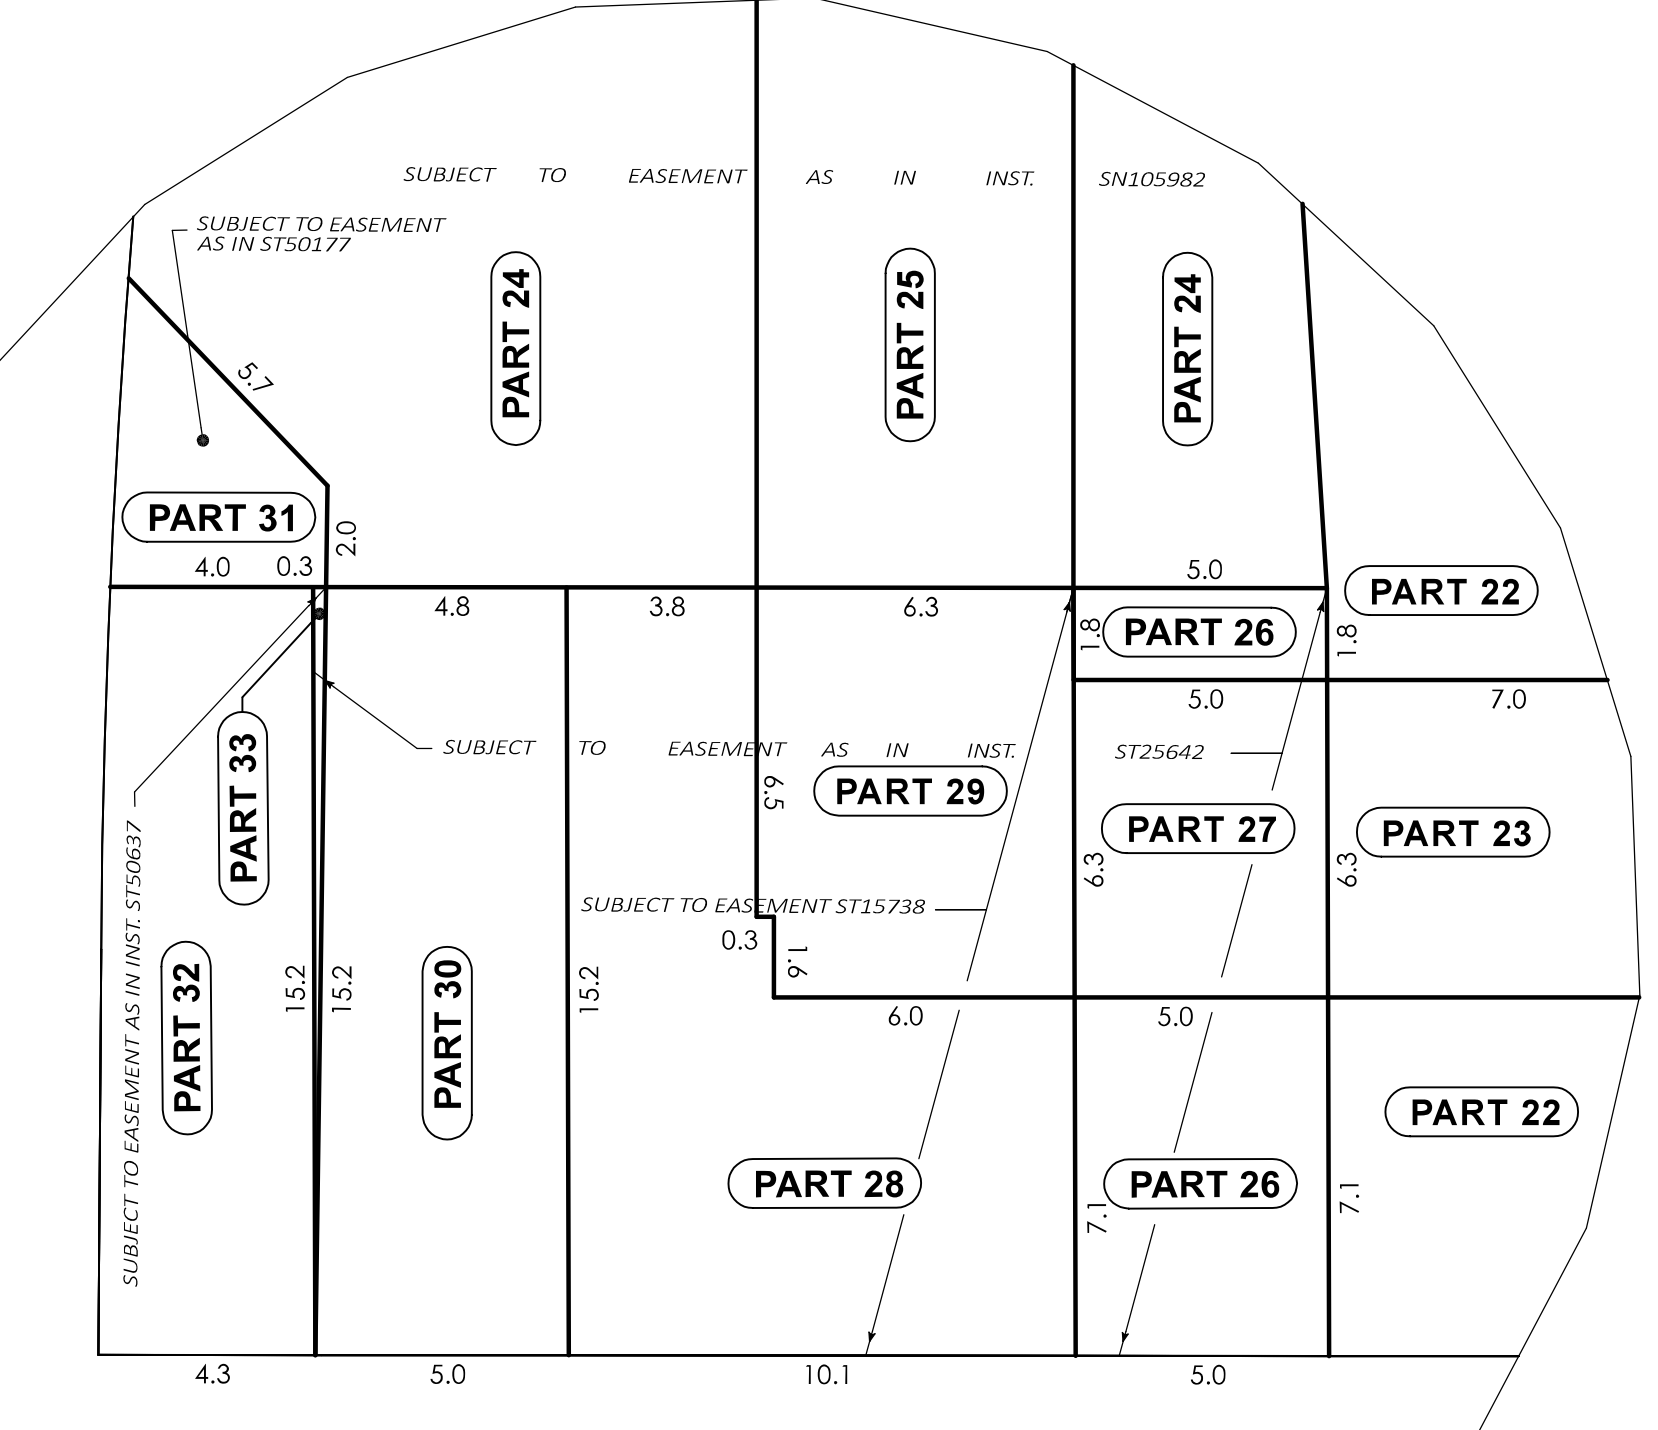 SUBJECT TO EASEMENT AS IN INST. SN105982
SUBJECT TO EASEMENT
AS IN ST50177
PART 24
PART 25
PART 24
5.7
PART 31
2.0
4.0
0.3
5.0
PART 22
4.8
3.8
6.3
1.8
PART 26
1.8
5.0
7.0
PART 33
SUBJECT TO EASEMENT AS IN INST. ST25642
6.5
PART 29
PART 27
PART 23
6.3
6.3
SUBJECT TO EASEMENT AS IN INST. ST50637
SUBJECT TO EASEMENT ST15738
0.3
1.6
PART 32
15.2
15.2
PART 30
15.2
6.0
5.0
PART 22
PART 28
7.1
PART 26
7.1
4.3
5.0
10.1
5.0